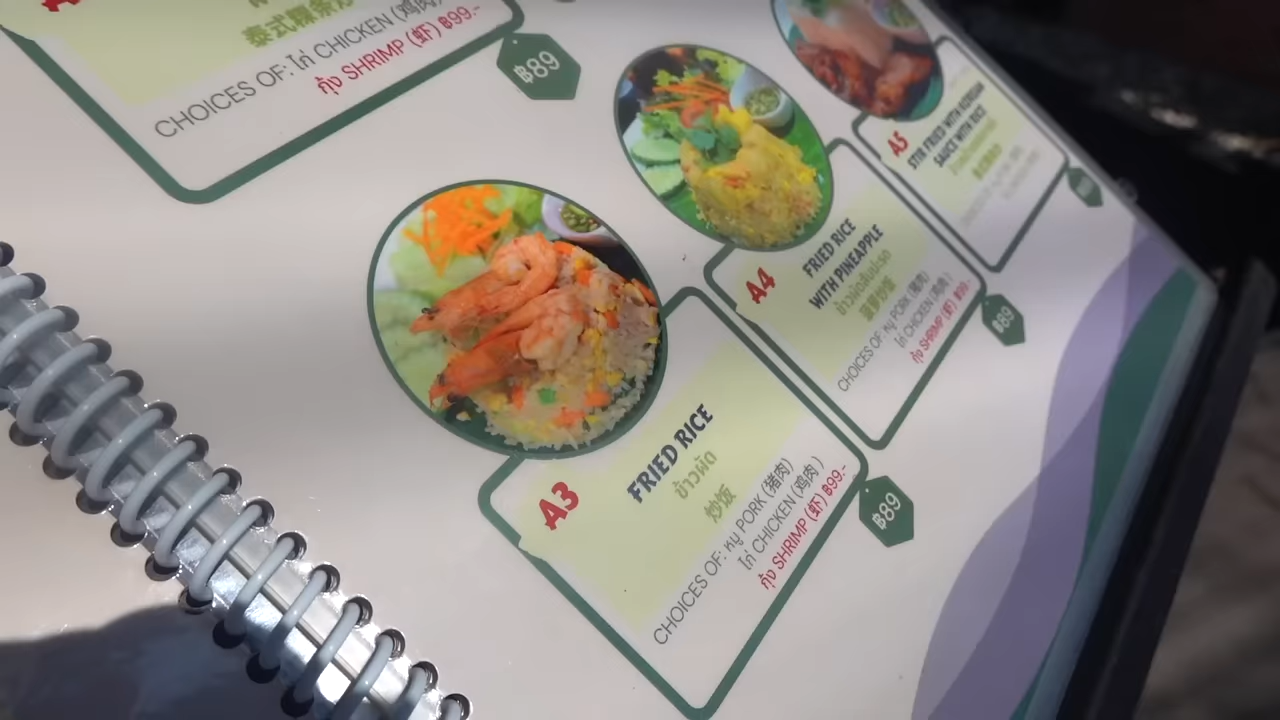 泰式粿条炒
CHOICES OF: ไก่ CHICKEN (鸡肉)
กุ้ง SHRIMP (虾) ฿99.-
฿89
A3
FRIED RICE
ข้าวผัด
炒饭
CHOICES OF: หมู PORK (猪肉)
ไก่ CHICKEN (鸡肉)
กุ้ง SHRIMP (虾) ฿99.-
฿89
A4
FRIED RICE
WITH PINEAPPLE
ข้าวผัดสับปะรด
菠萝炒饭
CHOICES OF: หมู PORK (猪肉)
ไก่ CHICKEN (鸡肉)
กุ้ง SHRIMP (虾) ฿99.-
฿89
A5
STIR FRIED WITH KOREAN
SAUCE WITH RICE